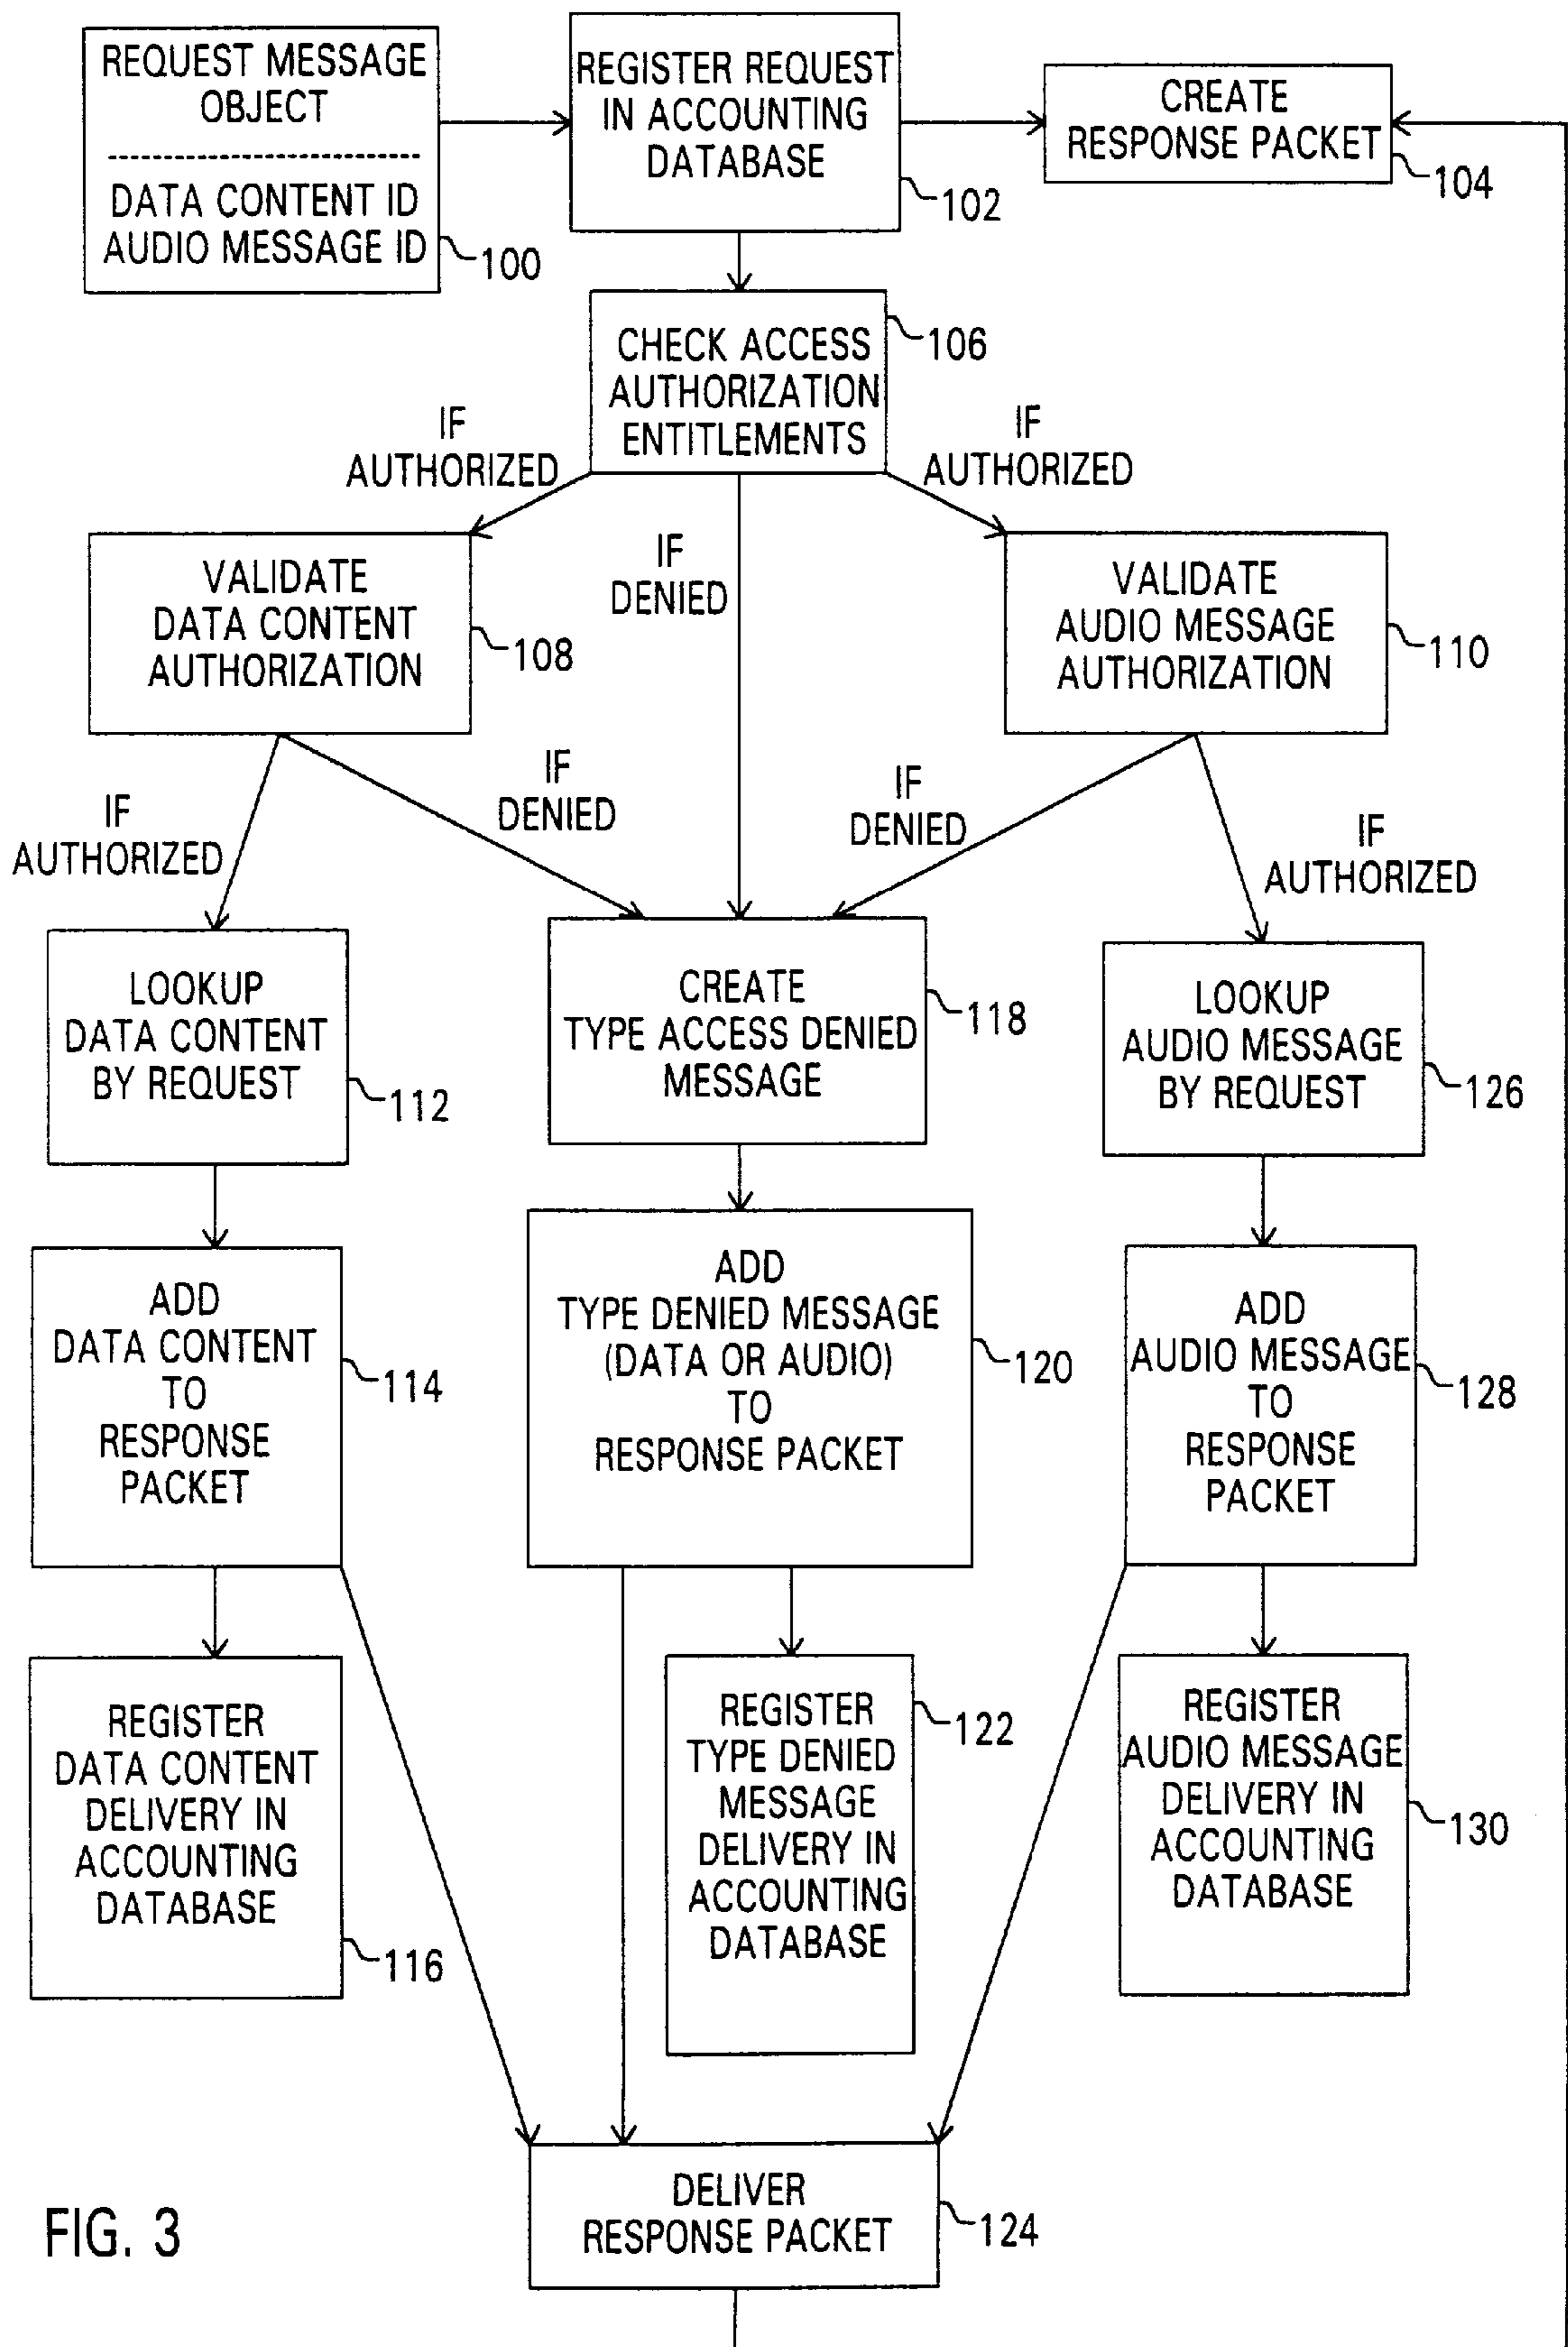 REQUEST MESSAGE
OBJECT
DATA CONTENT ID
AUDIO MESSAGE ID
100
REGISTER REQUEST
IN ACCOUNTING
DATABASE
102
CREATE
RESPONSE PACKET
104
CHECK ACCESS
AUTHORIZATION
ENTITLEMENTS
106
IF
AUTHORIZED
IF
DENIED
IF
AUTHORIZED
VALIDATE
DATA CONTENT
AUTHORIZATION
108
VALIDATE
AUDIO MESSAGE
AUTHORIZATION
110
IF
AUTHORIZED
IF
DENIED
IF
DENIED
IF
AUTHORIZED
LOOKUP
DATA CONTENT
BY REQUEST
112
CREATE
TYPE ACCESS DENIED
MESSAGE
118
LOOKUP
AUDIO MESSAGE
BY REQUEST
126
ADD
DATA CONTENT
TO
RESPONSE
PACKET
114
ADD
TYPE DENIED MESSAGE
(DATA OR AUDIO)
TO
RESPONSE PACKET
120
ADD
AUDIO MESSAGE
TO
RESPONSE
PACKET
128
REGISTER
DATA CONTENT
DELIVERY IN
ACCOUNTING
DATABASE
116
REGISTER
TYPE DENIED
MESSAGE
DELIVERY IN
ACCOUNTING
DATABASE
122
REGISTER
AUDIO MESSAGE
DELIVERY IN
ACCOUNTING
DATABASE
130
DELIVER
RESPONSE PACKET
124
FIG. 3